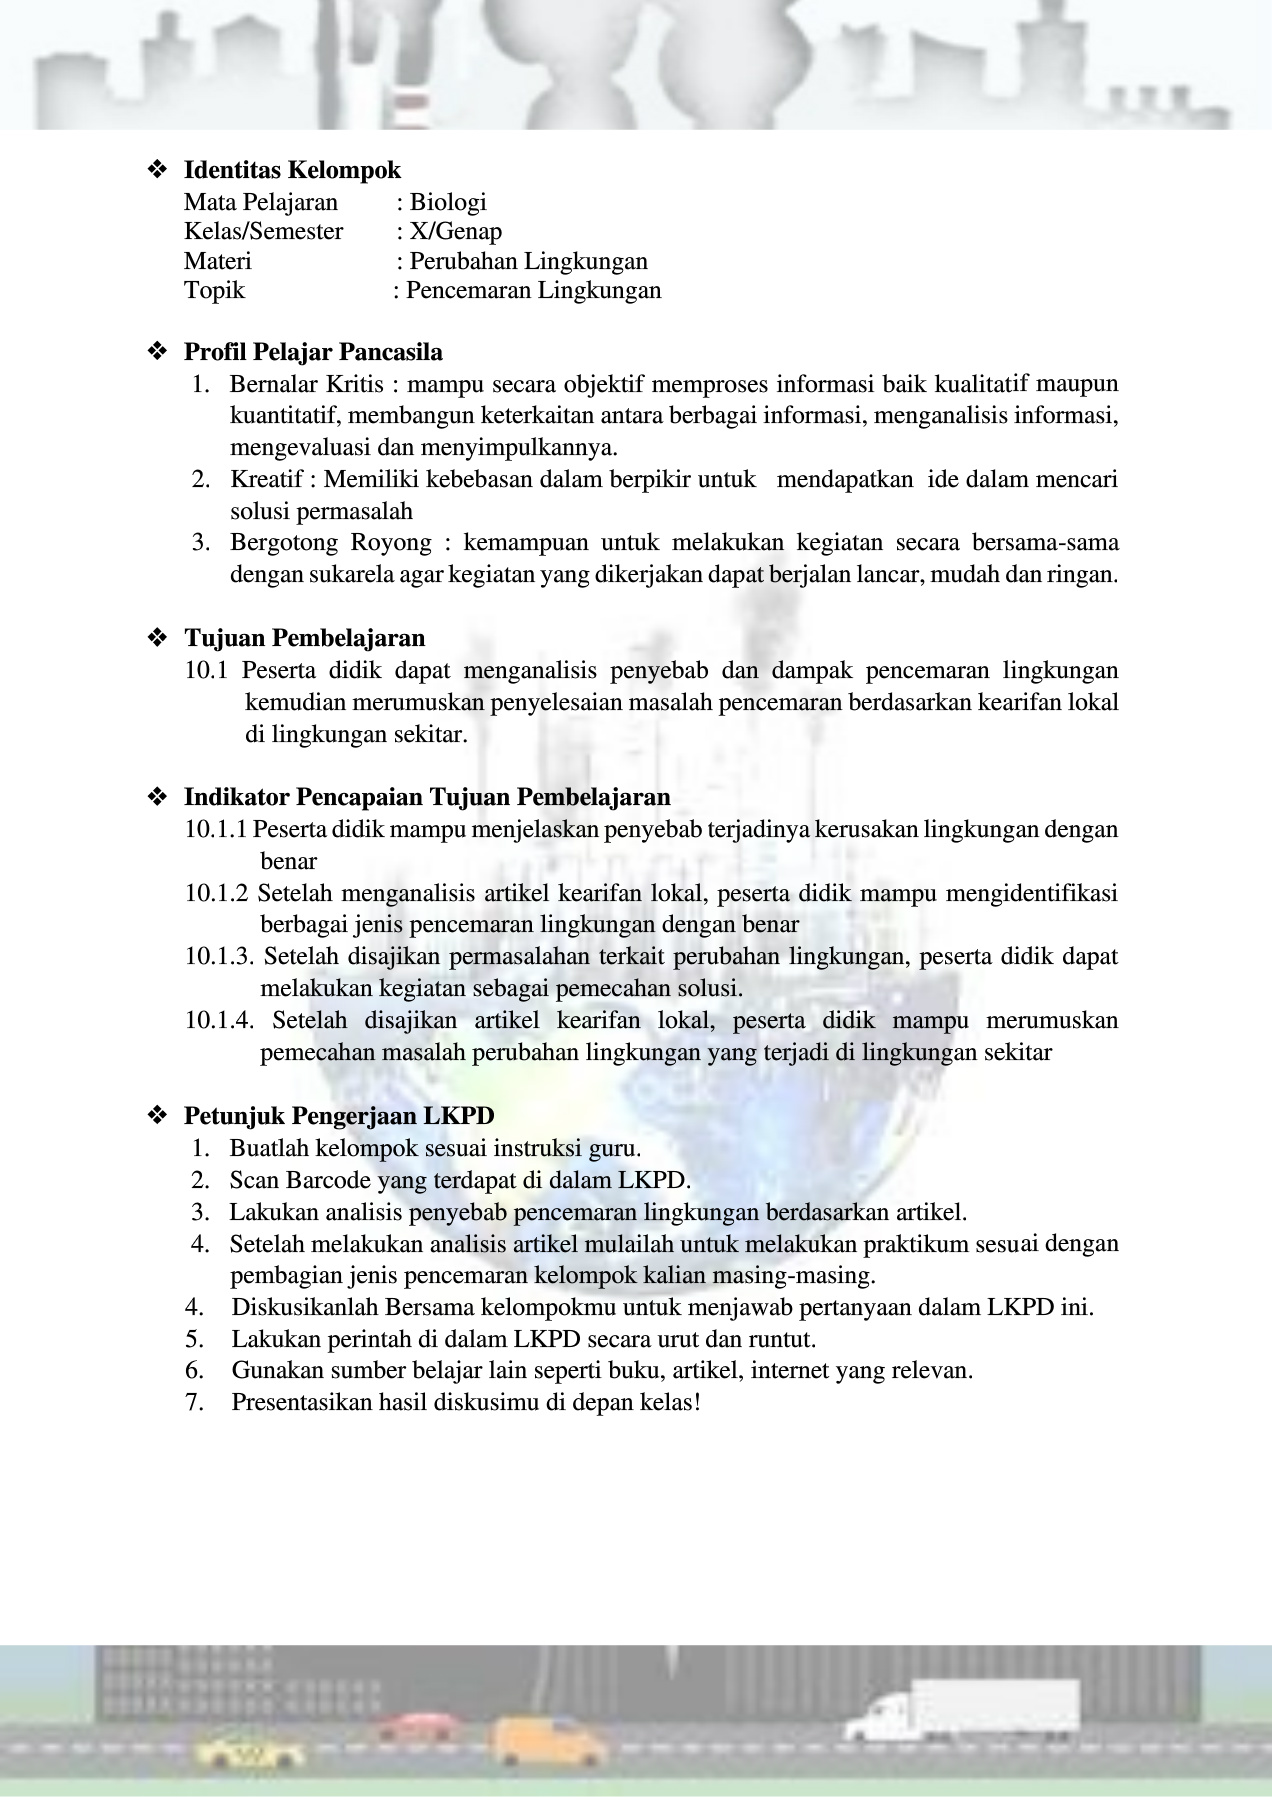 ❖ Identitas Kelompok
Mata Pelajaran : Biologi
Kelas/Semester : X/Genap
Materi : Perubahan Lingkungan
Topik : Pencemaran Lingkungan
❖ Profil Pelajar Pancasila
1. Bernalar Kritis : mampu secara objektif memproses informasi baik kualitatif maupun
kuantitatif, membangun keterkaitan antara berbagai informasi, menganalisis informasi,
mengevaluasi dan menyimpulkannya.
2. Kreatif : Memiliki kebebasan dalam berpikir untuk mendapatkan ide dalam mencari
solusi permasalah
3. Bergotong Royong : kemampuan untuk melakukan kegiatan secara bersama-sama
dengan sukarela agar kegiatan yang dikerjakan dapat berjalan lancar, mudah dan ringan.
❖ Tujuan Pembelajaran
10.1 Peserta didik dapat menganalisis penyebab dan dampak pencemaran lingkungan
kemudian merumuskan penyelesaian masalah pencemaran berdasarkan kearifan lokal
di lingkungan sekitar.
❖ Indikator Pencapaian Tujuan Pembelajaran
10.1.1 Peserta didik mampu menjelaskan penyebab terjadinya kerusakan lingkungan dengan
benar
10.1.2 Setelah menganalisis artikel kearifan lokal, peserta didik mampu mengidentifikasi
berbagai jenis pencemaran lingkungan dengan benar
10.1.3. Setelah disajikan permasalahan terkait perubahan lingkungan, peserta didik dapat
melakukan kegiatan sebagai pemecahan solusi.
10.1.4. Setelah disajikan artikel kearifan lokal, peserta didik mampu merumuskan
pemecahan masalah perubahan lingkungan yang terjadi di lingkungan sekitar
❖ Petunjuk Pengerjaan LKPD
1. Buatlah kelompok sesuai instruksi guru.
2. Scan Barcode yang terdapat di dalam LKPD.
3. Lakukan analisis penyebab pencemaran lingkungan berdasarkan artikel.
4. Setelah melakukan analisis artikel mulailah untuk melakukan praktikum sesuai dengan
pembagian jenis pencemaran kelompok kalian masing-masing.
4. Diskusikanlah Bersama kelompokmu untuk menjawab pertanyaan dalam LKPD ini.
5. Lakukan perintah di dalam LKPD secara urut dan runtut.
6. Gunakan sumber belajar lain seperti buku, artikel, internet yang relevan.
7. Presentasikan hasil diskusimu di depan kelas!